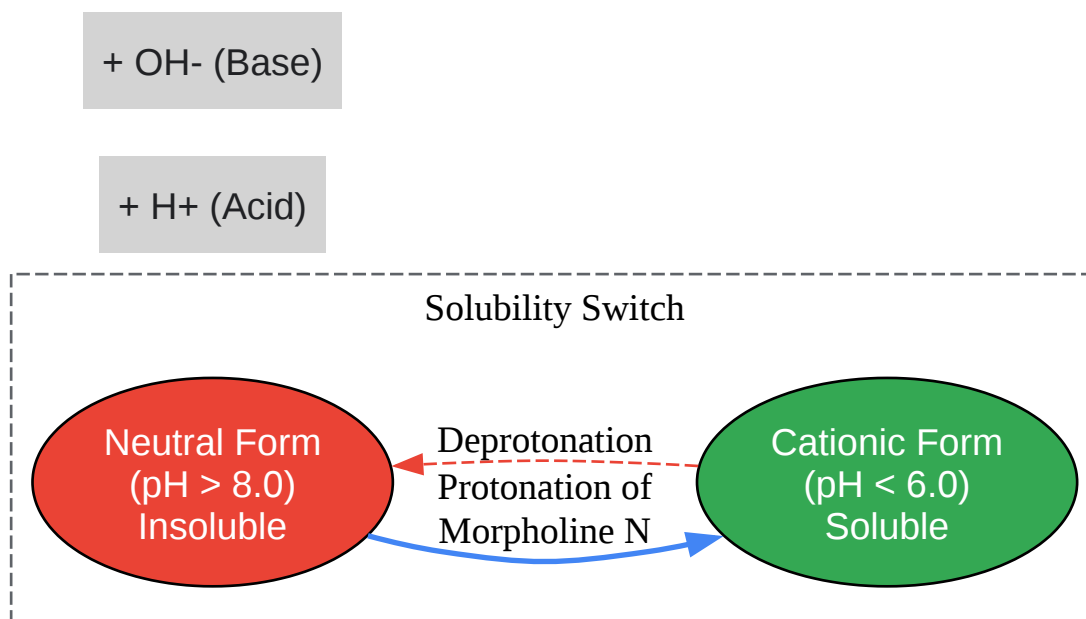 + OH- (Base)
+ H+ (Acid)
Solubility Switch
Neutral Form
(pH > 8.0)
Insoluble
Deprotonation
Protonation of
Morpholine N
Cationic Form
(pH < 6.0)
Soluble